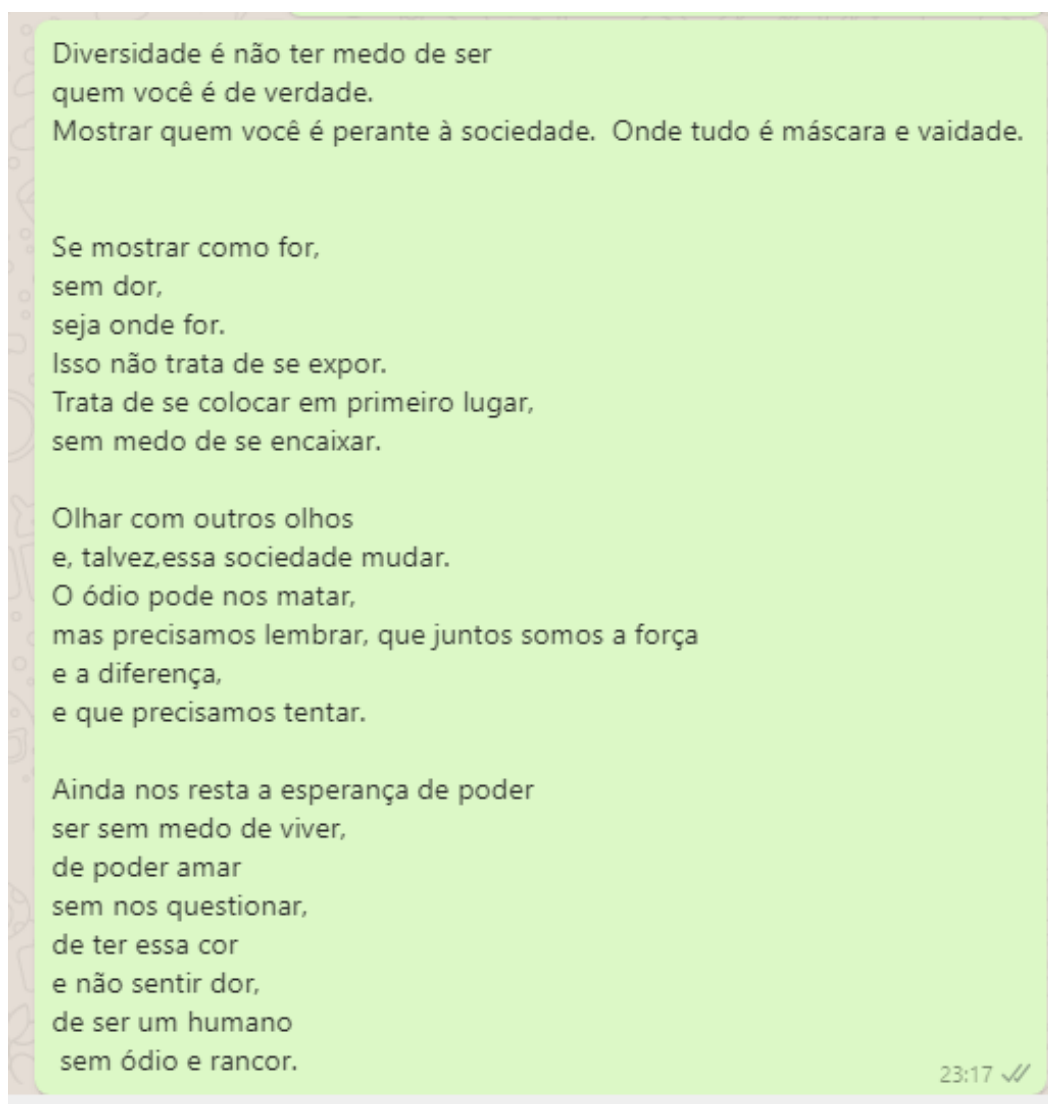 Diversidade é não ter medo de ser
quem você é de verdade.
Mostrar quem você é perante à sociedade.  Onde tudo é máscara e vaidade.
Se mostrar como for,
sem dor,
seja onde for.
Isso não trata de se expor.
Trata de se colocar em primeiro lugar,
sem medo de se encaixar.
Olhar com outros olhos
e, talvez,essa sociedade mudar.
O ódio pode nos matar,
mas precisamos lembrar, que juntos somos a força
e a diferença,
e que precisamos tentar.
Ainda nos resta a esperança de poder
ser sem medo de viver,
de poder amar
sem nos questionar,
de ter essa cor
e não sentir dor,
de ser um humano
sem ódio e rancor.
23:17